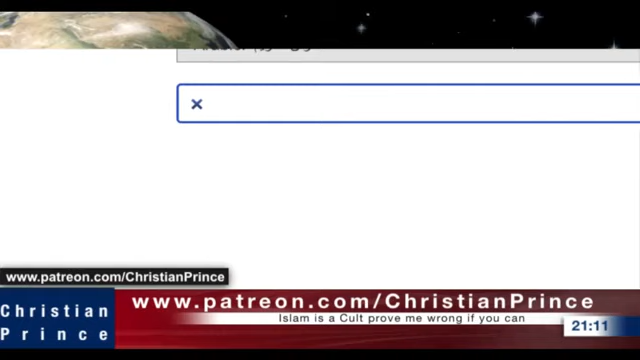 www.patreon.com/ChristianPrince
www.patreon.com/ChristianPrince
Islam is a Cult prove me wrong if you can
Christian
Prince
21:11